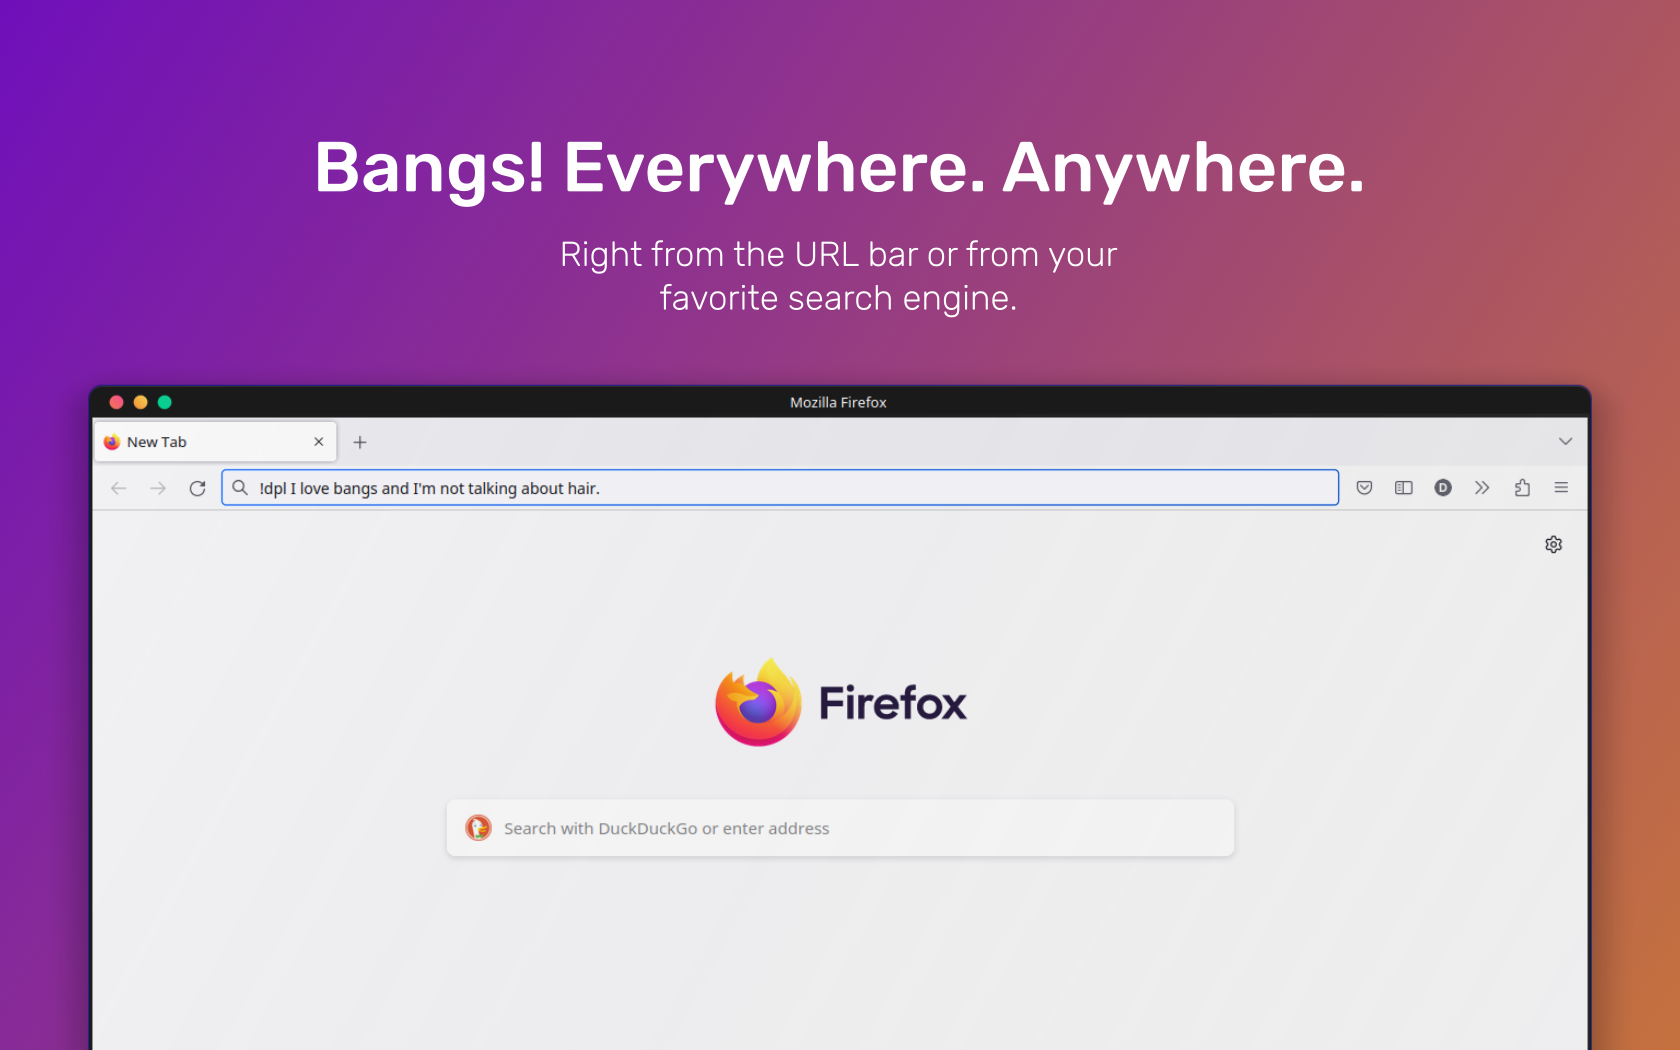 Bangs! Everywhere. Anywhere.
Right from the URL bar or from your
favorite search engine.
Mozilla Firefox
New Tab
!dpl I love bangs and I'm not talking about hair.
D
Firefox
Search with DuckDuckGo or enter address